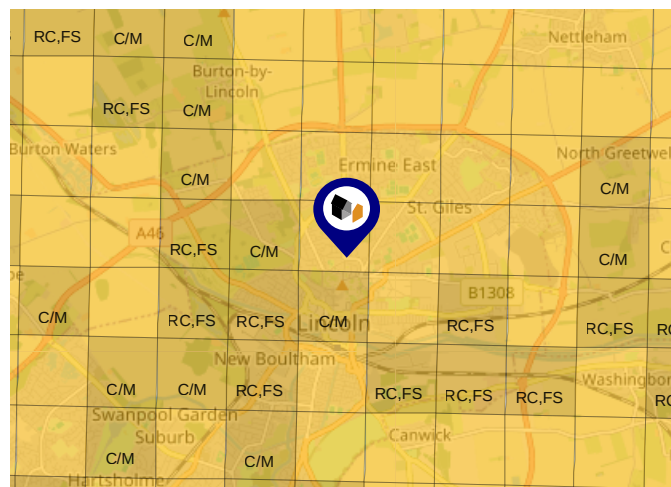 RC,FS C/M C/M Nettleham
Burton-by-
Lincoln
RC,FS C/M
Burton Waters North Greetwel
Ermine East
C/M C/M
St. Giles
A46
RC,FS C/M C/M
B1308
C/M RC,FS RC,FS C/M Lincoln RC,FS RC,FS
New Boultham
Washingbor
C/M C/M RC,FS RC,FS RC,FS RC,FS
Swanpool Garden
Suburb
Canwick
C/M C/M
Hartsholme